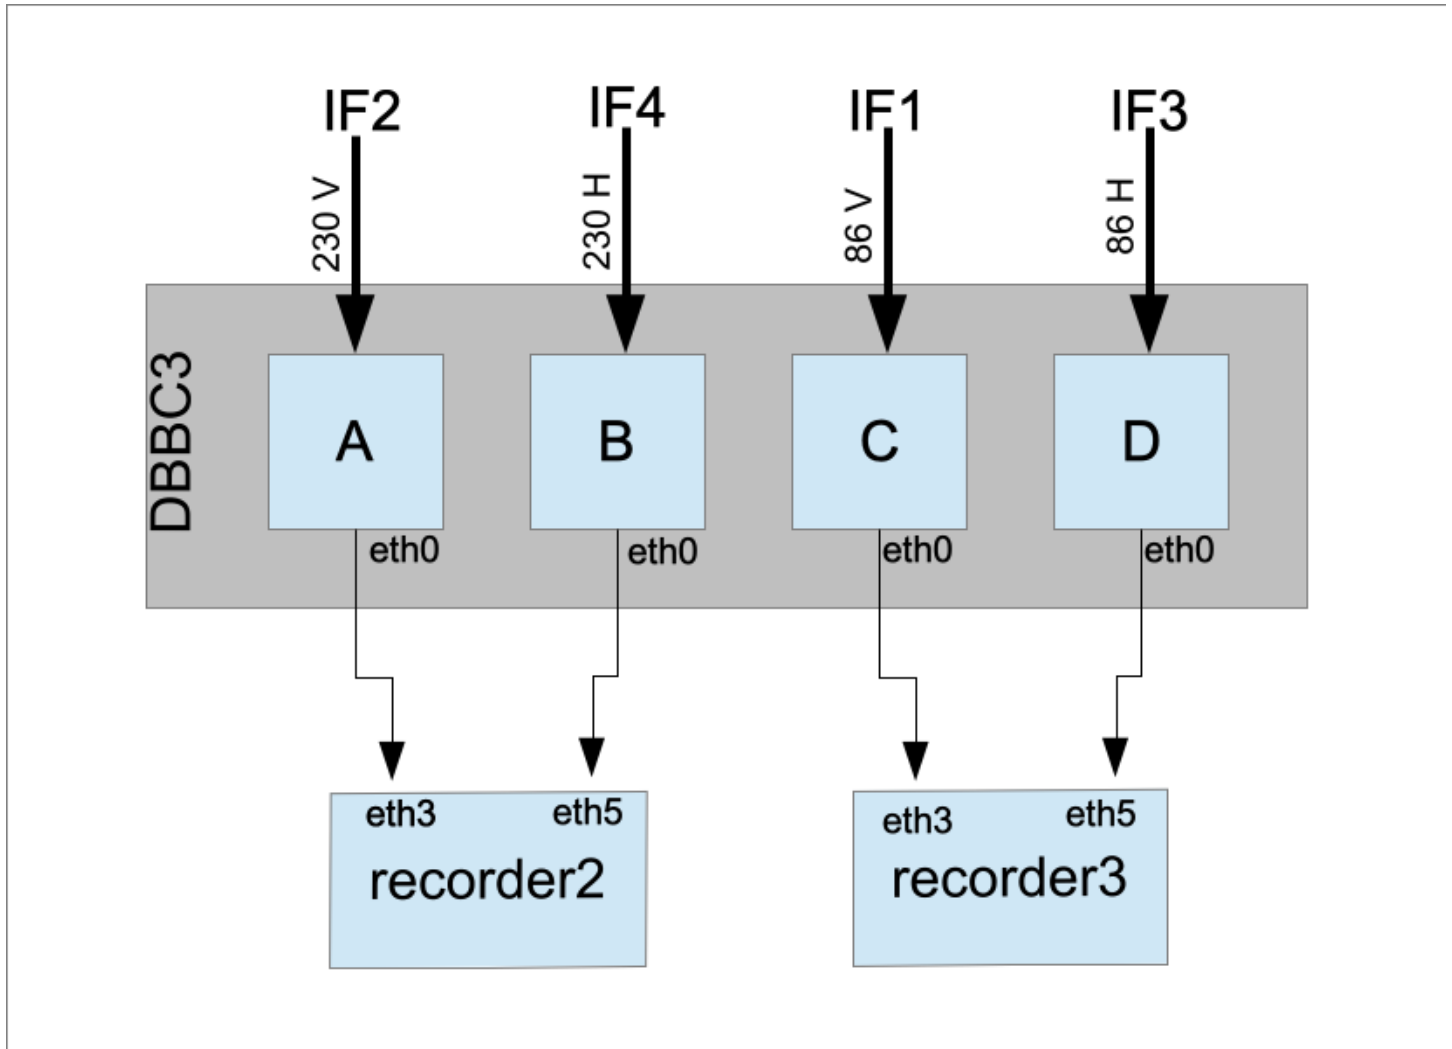 IF2
IF4
IF1
IF3
230 V
230 H
86 V
86 H
DBBC3
A
B
C
D
eth0
eth0
eth0
eth0
eth3
eth5
recorder2
eth3
eth5
recorder3